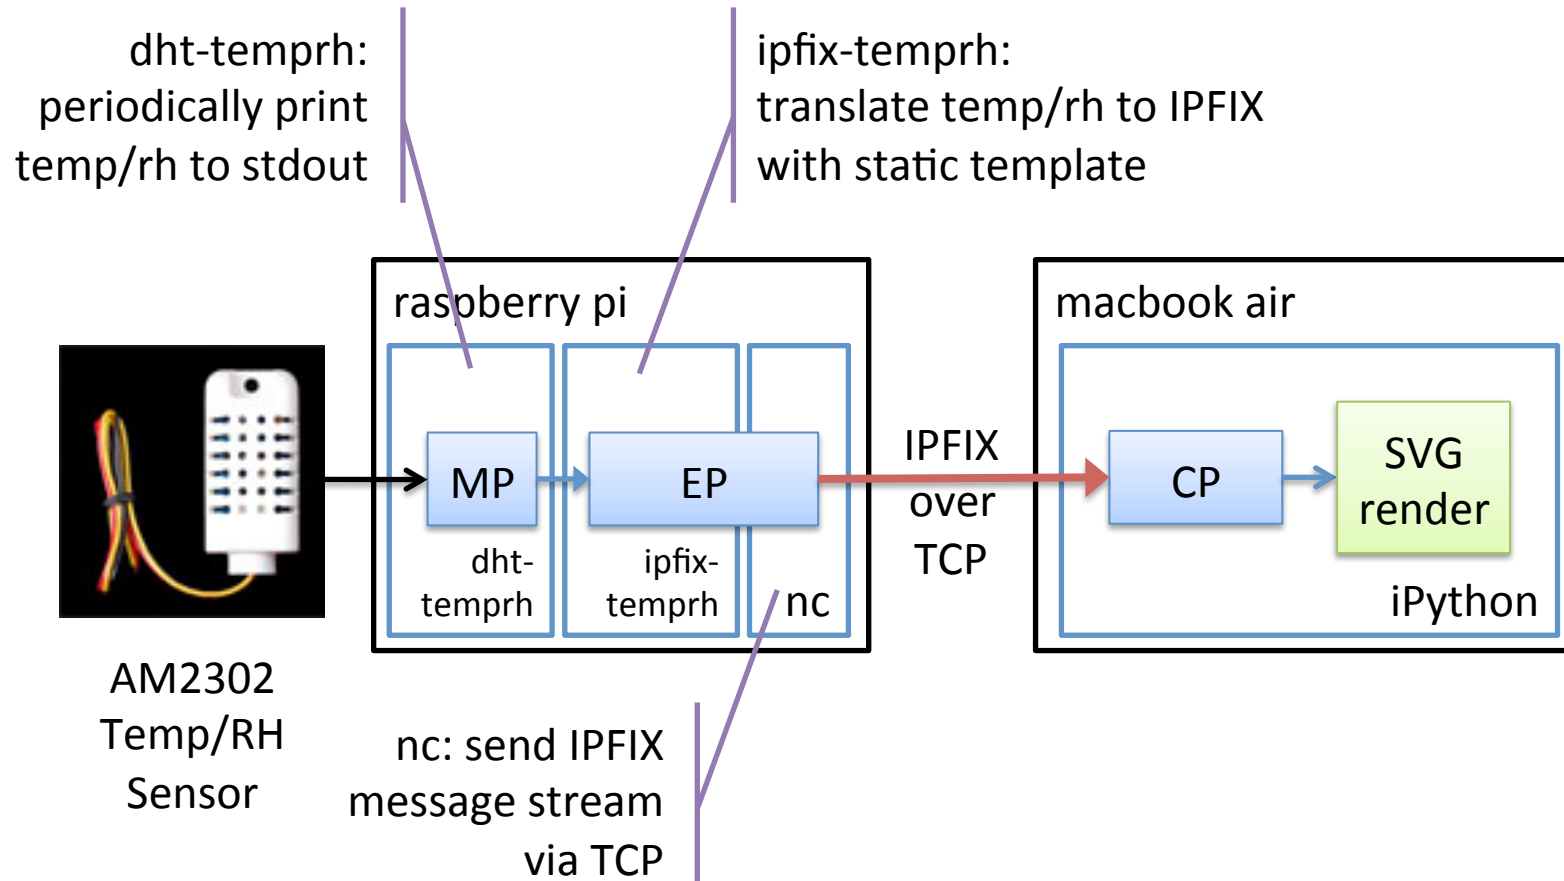 dht-temprh:
periodically print
temp/rh to stdout
ipfix-temprh:
translate temp/rh to IPFIX
with static template
raspberry pi
MP
EP
dht-
temprh
ipfix-
temprh
nc
IPFIX
over
TCP
macbook air
CP
SVG
render
iPython
AM2302
Temp/RH
Sensor
nc: send IPFIX
message stream
via TCP